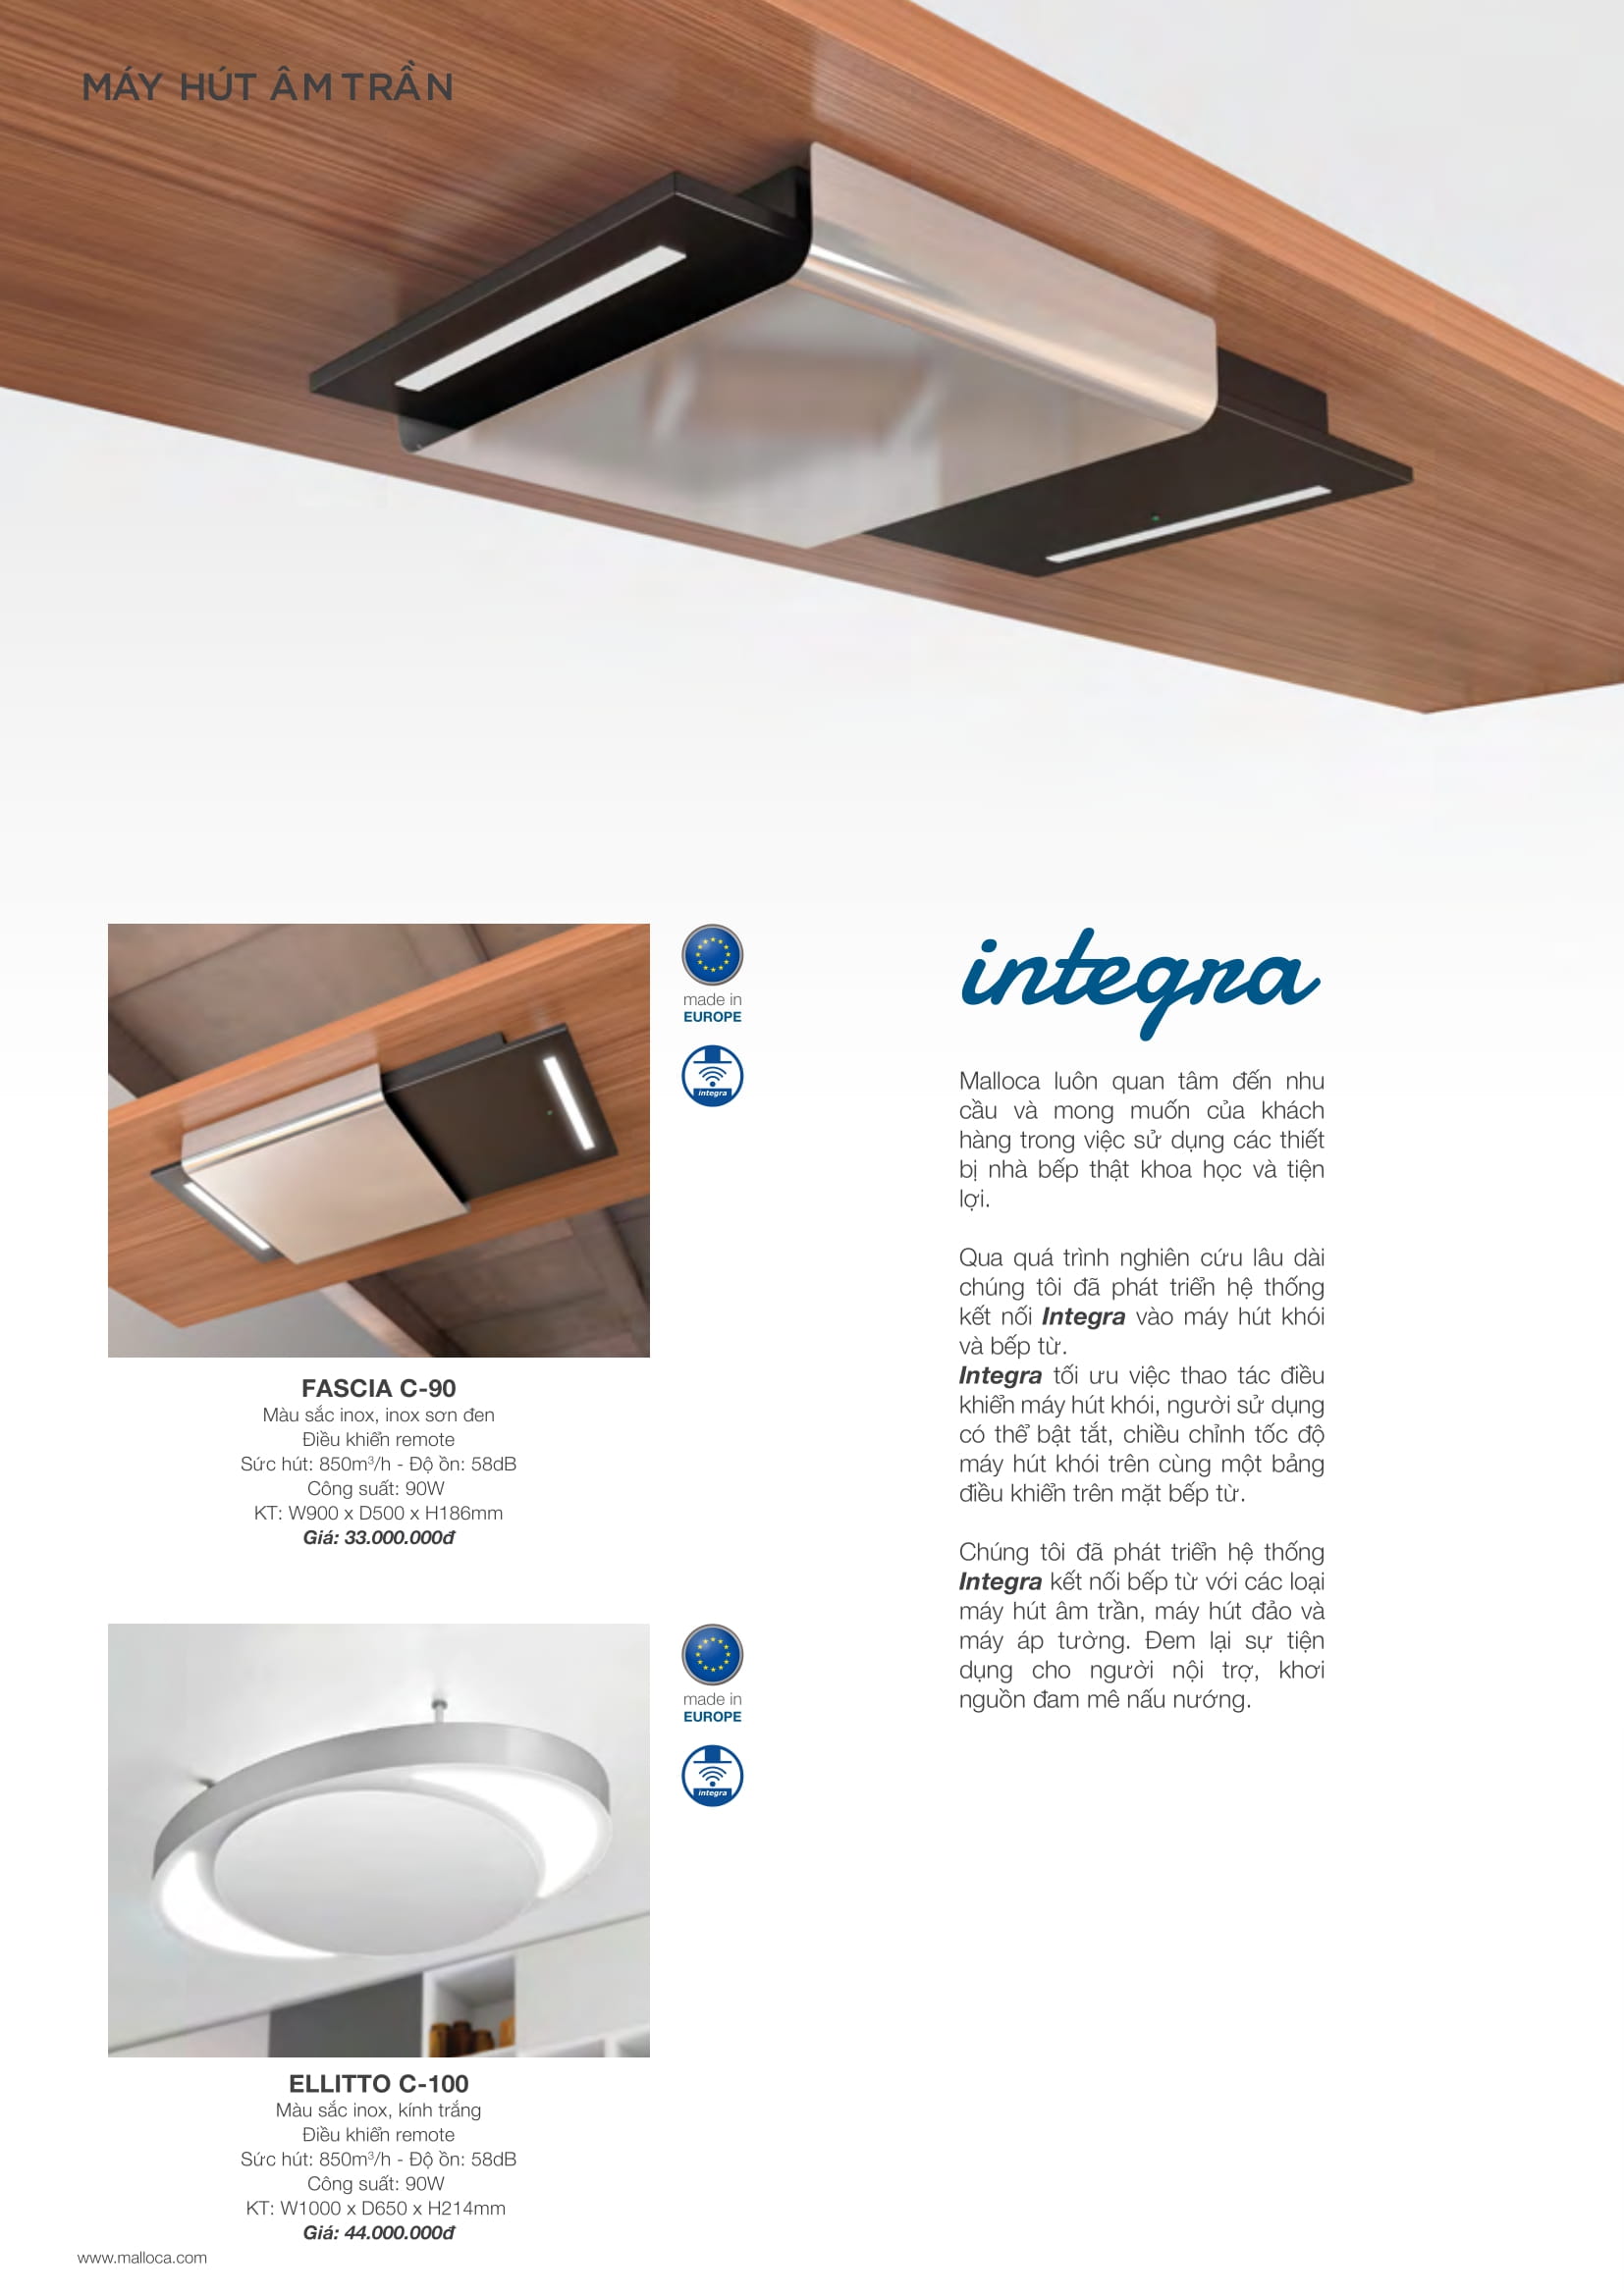 MÁY HÚT ÂM TRẦN
made in
EUROPE
integra
FASCIA C-90
Màu sắc inox, inox sơn đen
Điều khiển remote
Sức hút: 850m³/h - Độ ồn: 58dB
Công suất: 90W
KT: W900 x D500 x H186mm
Giá: 33.000.000đ
made in
EUROPE
integra
ELLITTO C-100
Màu sắc inox, kính trắng
Điều khiển remote
Sức hút: 850m³/h - Độ ồn: 58dB
Công suất: 90W
KT: W1000 x D650 x H214mm
Giá: 44.000.000đ
integra
Malloca luôn quan tâm đến nhu
cầu và mong muốn của khách
hàng trong việc sử dụng các thiết
bị nhà bếp thật khoa học và tiện
lợi.
Qua quá trình nghiên cứu lâu dài
chúng tôi đã phát triển hệ thống
kết nối Integra vào máy hút khói
và bếp từ.
Integra tối ưu việc thao tác điều
khiển máy hút khói, người sử dụng
có thể bật tắt, chiều chỉnh tốc độ
máy hút khói trên cùng một bảng
điều khiển trên mặt bếp từ.
Chúng tôi đã phát triển hệ thống
Integra kết nối bếp từ với các loại
máy hút âm trần, máy hút đảo và
máy áp tường. Đem lại sự tiện
dụng cho người nội trợ, khơi
nguồn đam mê nấu nướng.
www.malloca.com